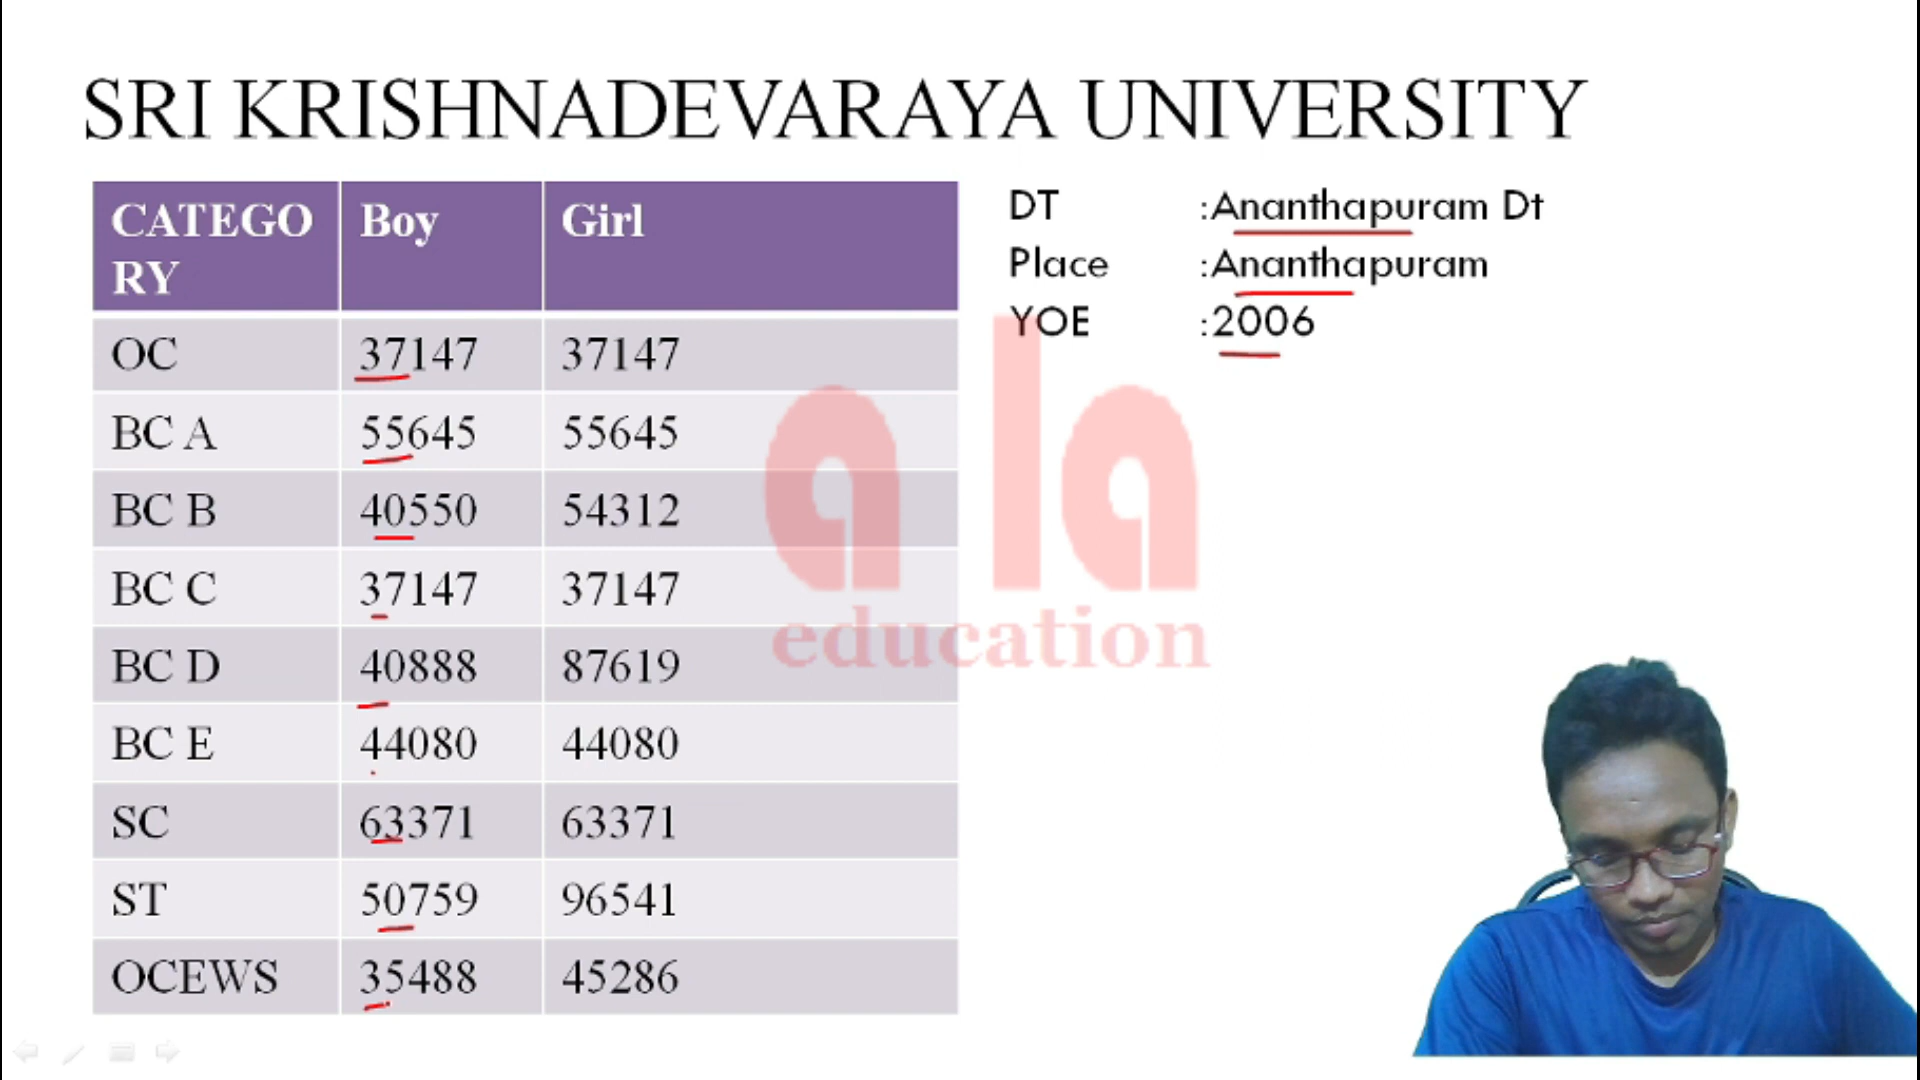 SRI KRISHNADEVARAYA UNIVERSITY
CATEGO
RY Boy Girl
OC 37147 37147
BC A 55645 55645
BC B 40550 54312
BC C 37147 37147
BC D 40888 87619
BC E 44080 44080
SC 63371 63371
ST 50759 96541
OCEWS 35488 45286
DT :Ananthapuram Dt
Place :Ananthapuram
YOE :2006
a la
education